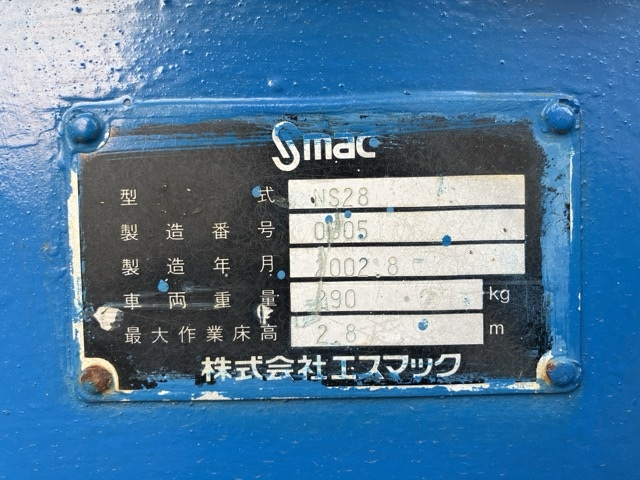 Smac
型式 NS28
製造番号 0005
製造年月 2002.8
車両重量 490 kg
最大作業床高 2.8 m
株式会社エスマック